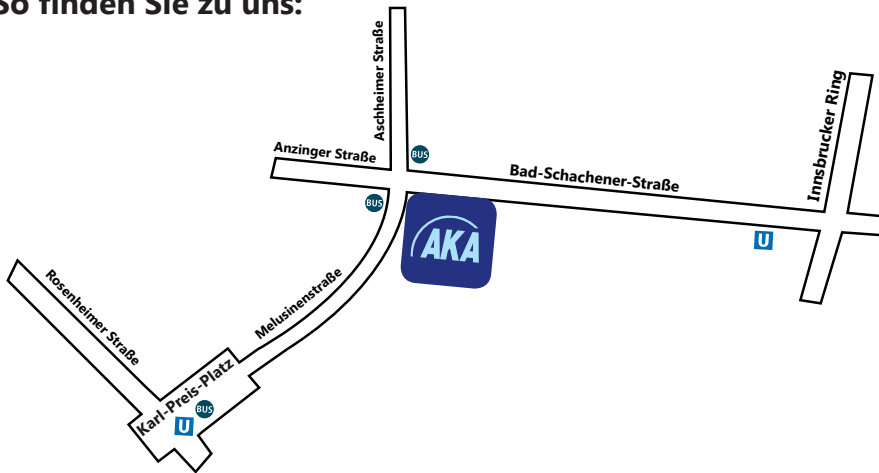 So finden Sie zu uns:
Aschheimer Straße
Innsbrucker Ring
Anzinger Straße
BUS
Bad-Schachener-Straße
BUS
AKA
U
Rosenheimer Straße
Melusinenstraße
Karl-Preis-Platz
BUS
U